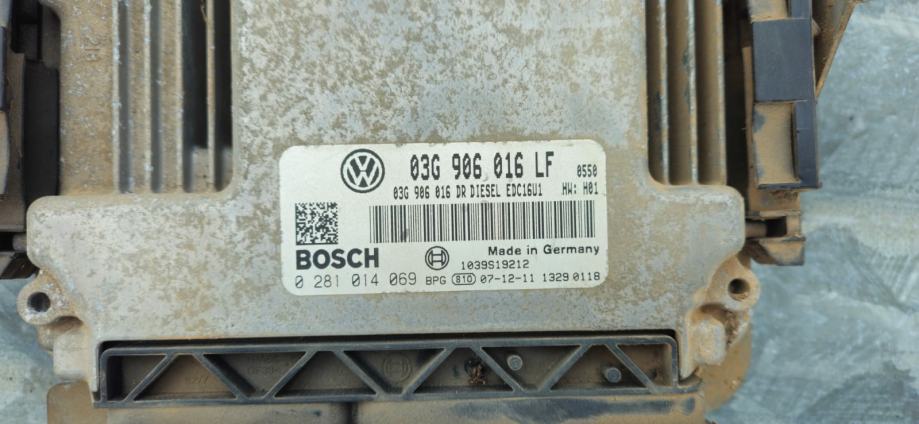 03G 906 016 LF 0550
03G 906 016 DR DIESEL EDC16U1 HW: H01
BOSCH Made in Germany
1039S19212
0 281 014 069 BPG 810 07-12-11 1329 0118